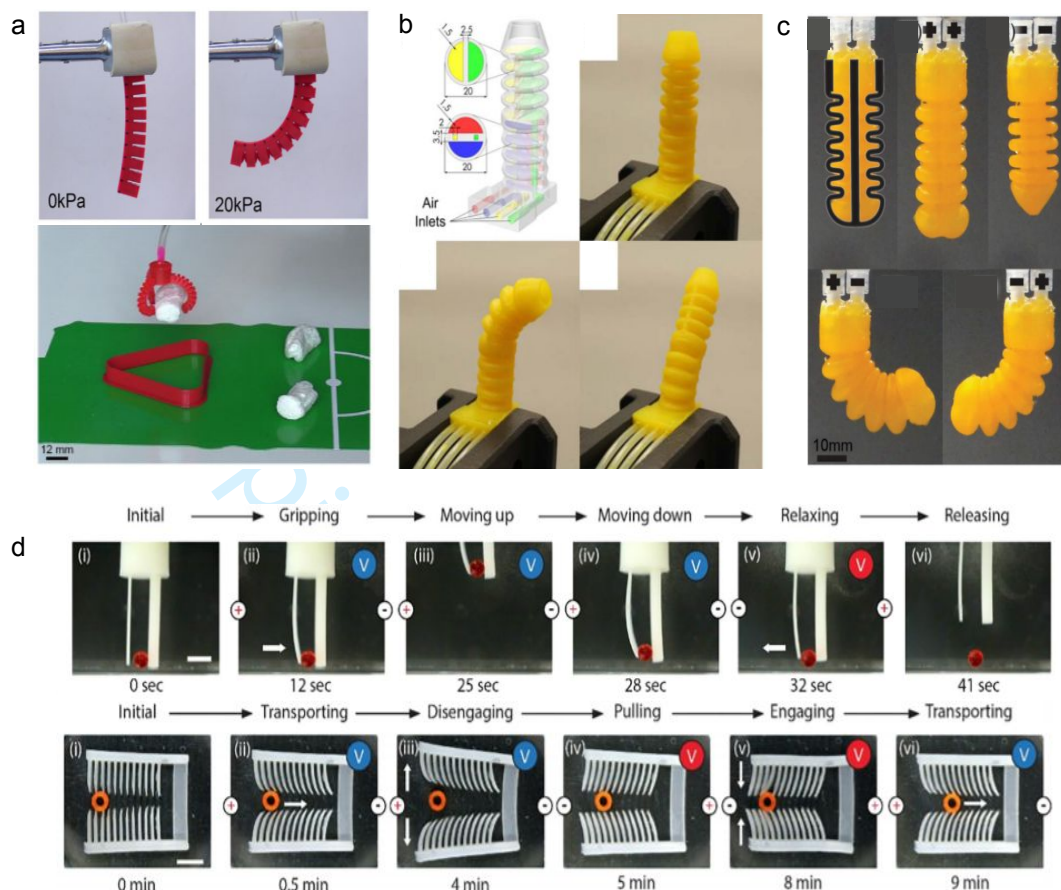 a
0kPa
20kPa
12 mm
b
1.5
2.5
20
1.5
2
3.5
20
Air
Inlets
c
10mm
d
Initial Gripping Moving up Moving down Relaxing Releasing
(i) (ii) V (iii) V (iv) V (v) V (vi)
+ - + - + - - +
0 sec 12 sec 25 sec 28 sec 32 sec 41 sec
Initial Transporting Disengaging Pulling Engaging Transporting
(i) (ii) V (iii) V (iv) V (v) V (vi) V
0 min 0.5 min 4 min 5 min 8 min 9 min